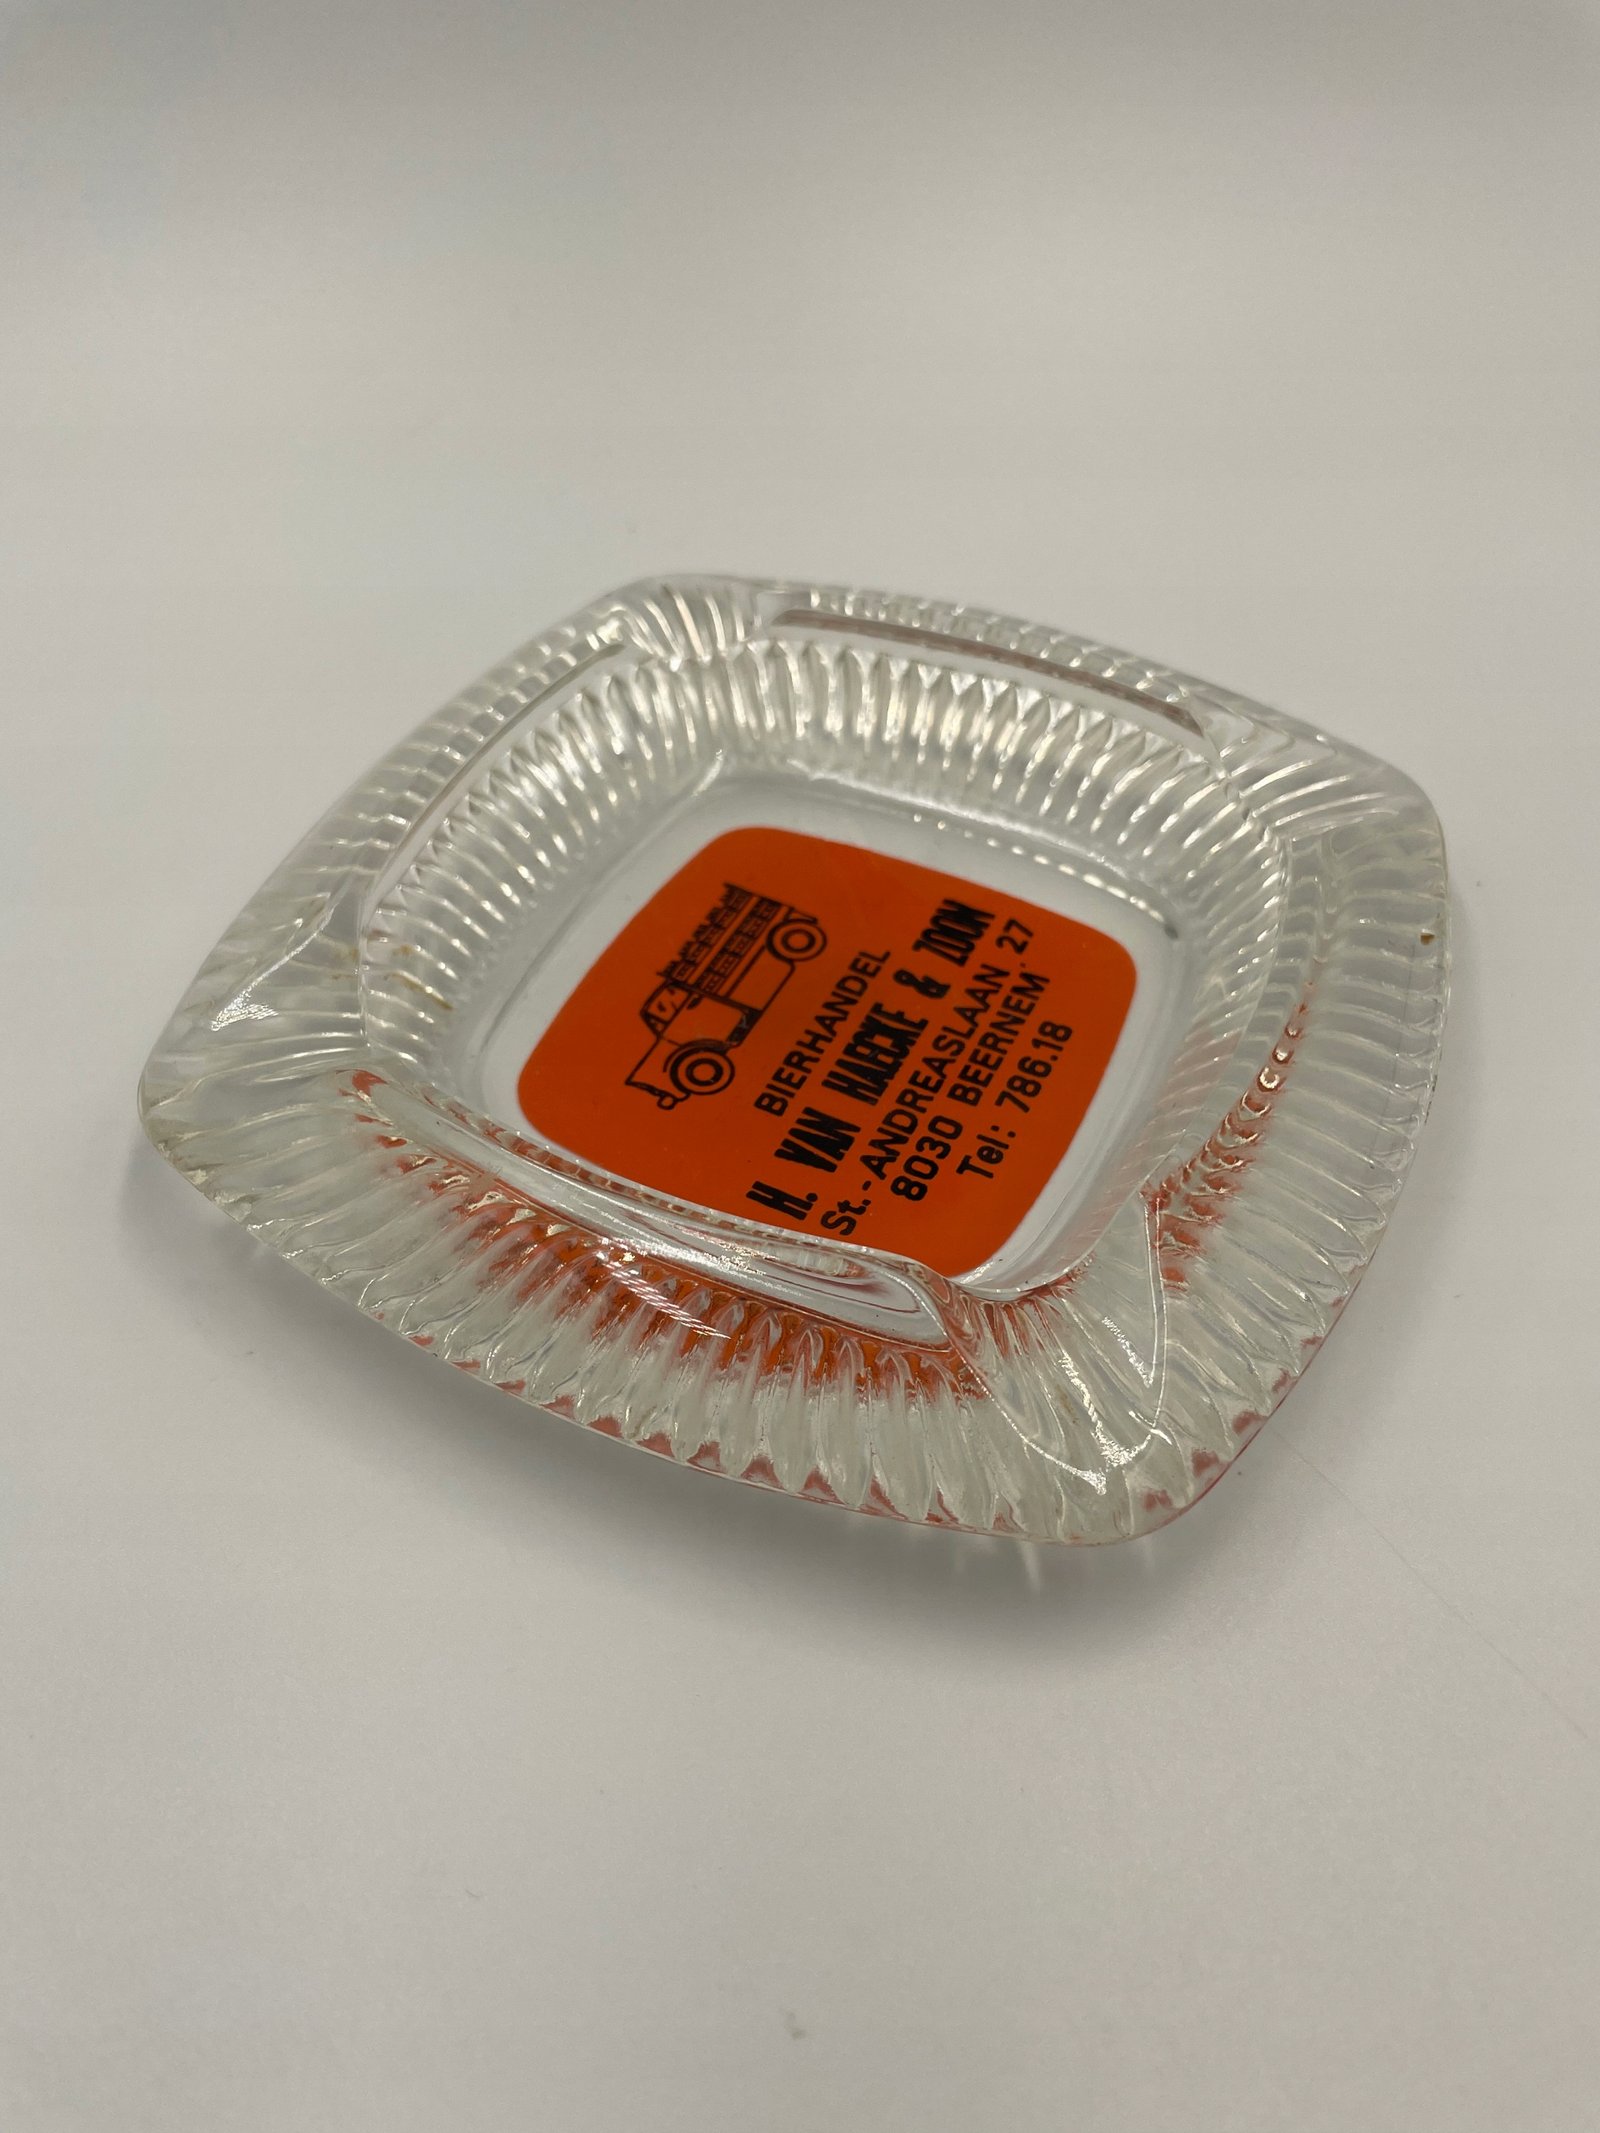 BIERHANDEL
H. VAN HAECKE & ZOON
St.-ANDREASLAAN 27
8030 BEERNEM
Tel: 786.18